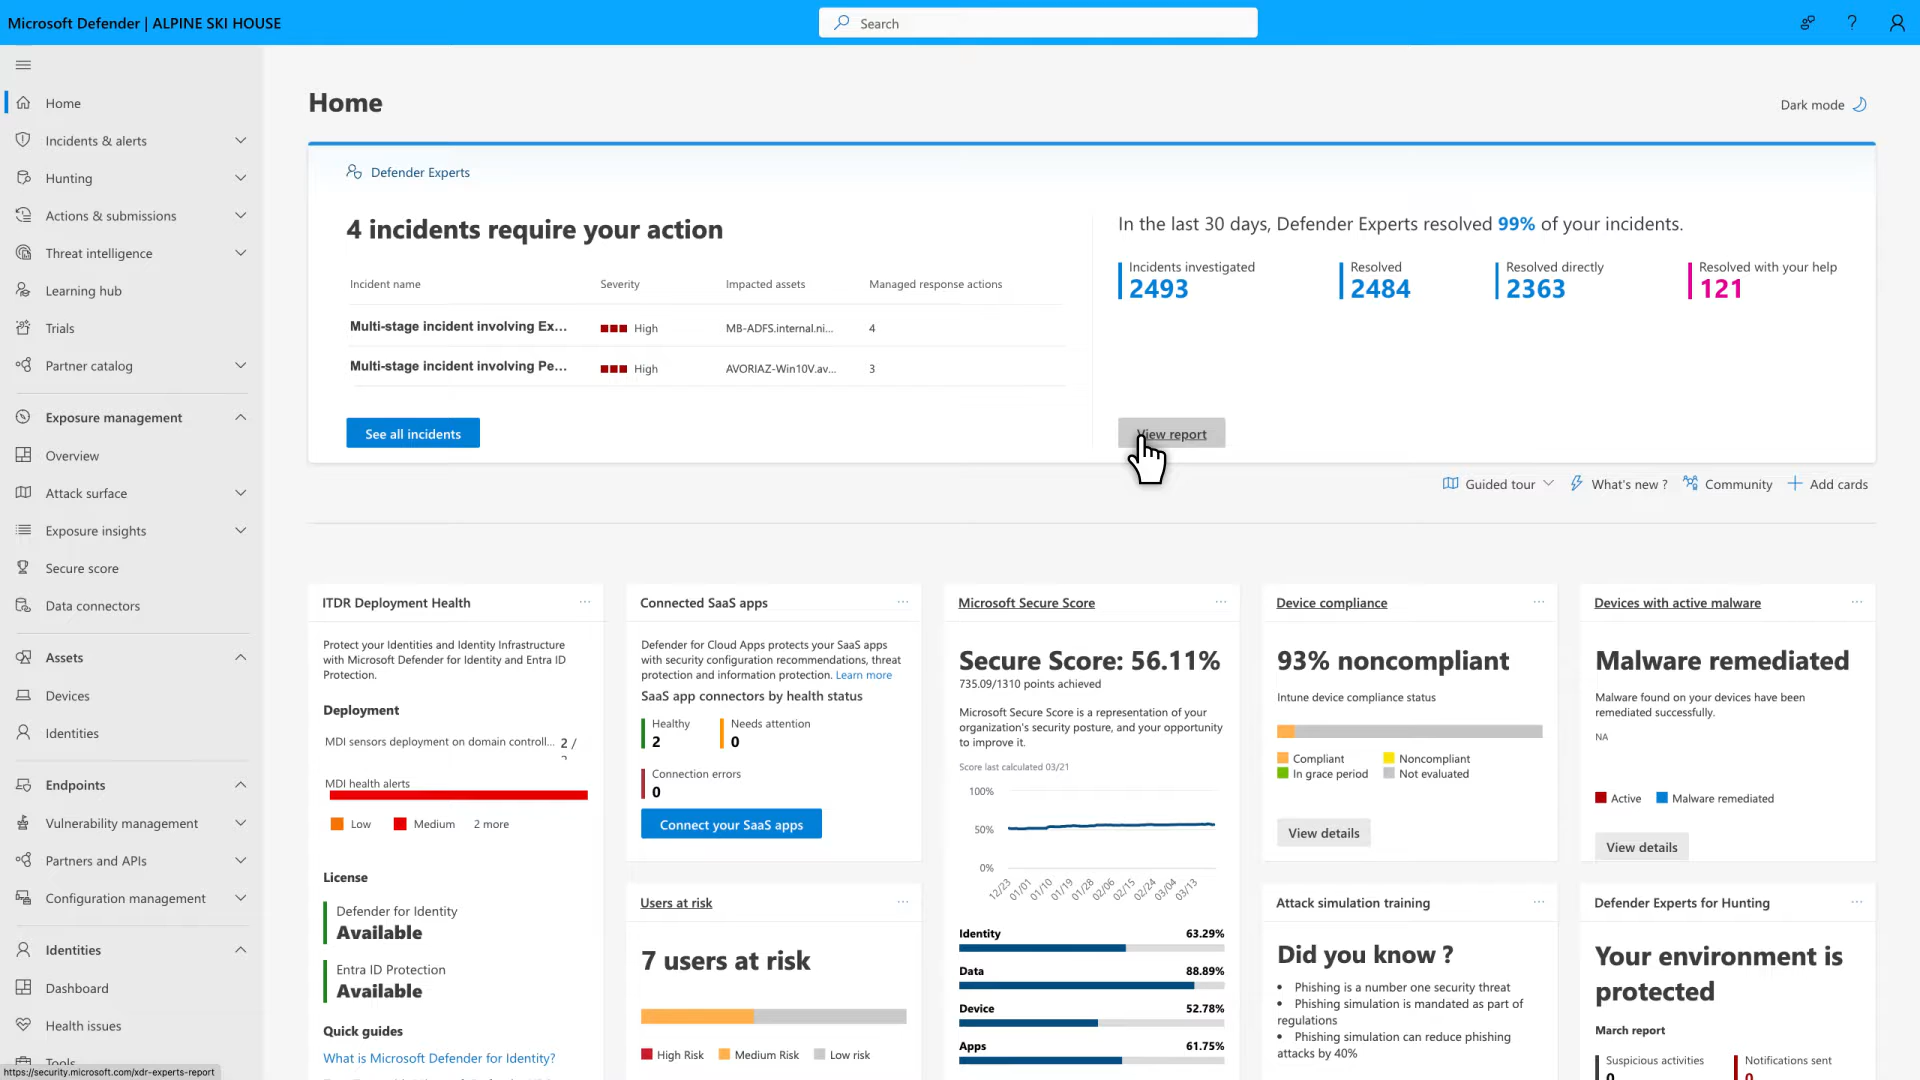 Microsoft Defender | ALPINE SKI HOUSE
Search
Home
Incidents & alerts
Hunting
Actions & submissions
Threat intelligence
Learning hub
Trials
Partner catalog
Exposure management
Overview
Attack surface
Exposure insights
Secure score
Data connectors
Assets
Devices
Identities
Endpoints
Vulnerability management
Partners and APIs
Configuration management
Identities
Dashboard
Health issues
Tools
https://security.microsoft.com/xdr-experts-report
Home
Dark mode
Defender Experts
4 incidents require your action
Incident name Severity Impacted assets Managed response actions
Multi-stage incident involving Ex... High MB-ADFS.internal.ni... 4
Multi-stage incident involving Pe... High AVORIAZ-Win10V.av... 3
See all incidents
In the last 30 days, Defender Experts resolved 99% of your incidents.
Incidents investigated Resolved Resolved directly Resolved with your help
2493 2484 2363 121
View report
Guided tour What's new ? Community Add cards
ITDR Deployment Health
Protect your Identities and Identity Infrastructure
with Microsoft Defender for Identity and Entra ID
Protection.
Deployment
MDI sensors deployment on domain controll... 2 /
MDI health alerts
Low Medium 2 more
License
Defender for Identity
Available
Entra ID Protection
Available
Quick guides
What is Microsoft Defender for Identity?
Connected SaaS apps
Defender for Cloud Apps protects your SaaS apps
with security configuration recommendations, threat
protection and information protection. Learn more
SaaS app connectors by health status
Healthy Needs attention
2 0
Connection errors
0
Connect your SaaS apps
Users at risk
7 users at risk
High Risk Medium Risk Low risk
Microsoft Secure Score
Secure Score: 56.11%
735.09/1310 points achieved
Microsoft Secure Score is a representation of your
organization's security posture, and your opportunity
to improve it.
Score last calculated 03/21
100%
50%
0%
12/23 01/01 01/10 01/19 01/28 02/06 02/15 02/24 03/04 03/13
Identity 63.29%
Data 88.89%
Device 52.78%
Apps 61.75%
Device compliance
93% noncompliant
Intune device compliance status
Compliant Noncompliant
In grace period Not evaluated
View details
Attack simulation training
Did you know ?
• Phishing is a number one security threat
• Phishing simulation is mandated as part of
regulations
• Phishing simulation can reduce phishing
attacks by 40%
Devices with active malware
Malware remediated
Malware found on your devices have been
remediated successfully.
NA
Active Malware remediated
View details
Defender Experts for Hunting
Your environment is
protected
March report
Suspicious activities Notifications sent
0 0